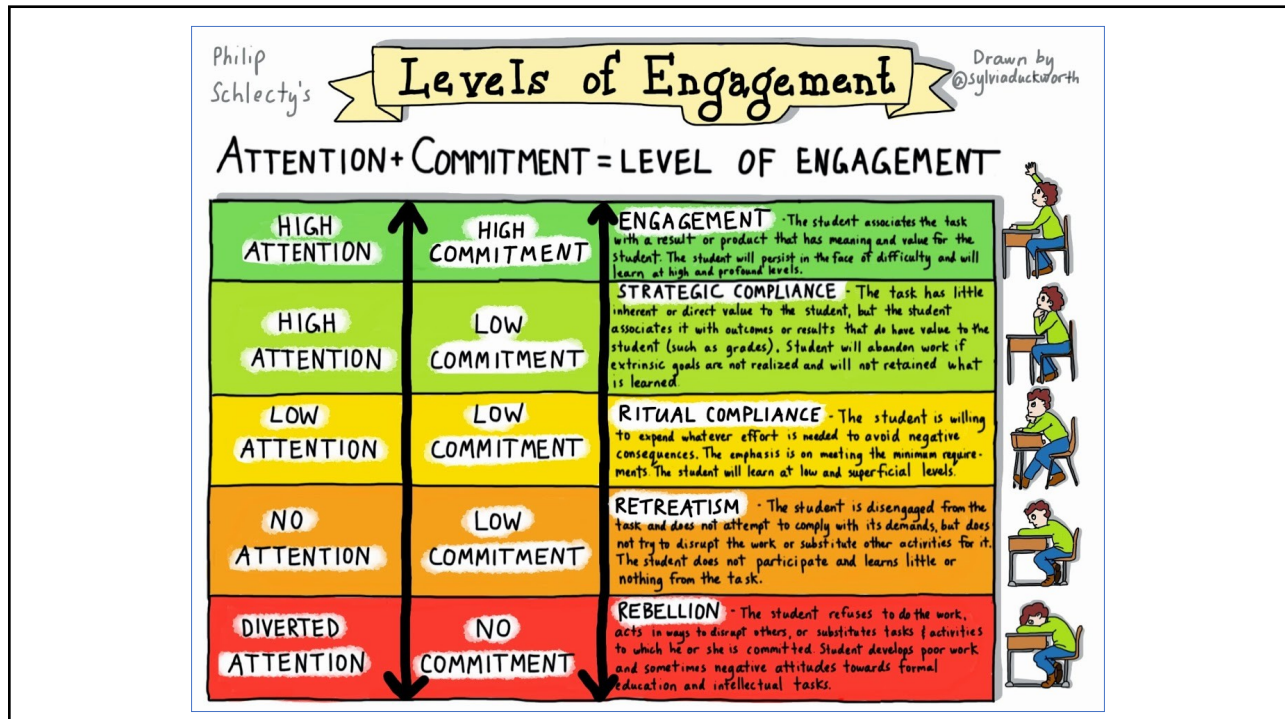 Philip
Schlecty's
Levels of Engagement
Drawn by
@sylviaduckworth
ATTENTION + COMMITMENT = LEVEL OF ENGAGEMENT
HIGH
ATTENTION
HIGH
COMMITMENT
ENGAGEMENT - The student associates the task
with a result or product that has meaning and value for the
student. The student will persist in the face of difficulty and will
learn at high and profound levels.
HIGH
ATTENTION
LOW
COMMITMENT
STRATEGIC COMPLIANCE - The task has little
inherent or direct value to the student, but the student
associates it with outcomes or results that do have value to the
student (such as grades). Student will abandon work if
extrinsic goals are not realized and will not retained what
is learned.
LOW
ATTENTION
LOW
COMMITMENT
RITUAL COMPLIANCE - The student is willing
to expend whatever effort is needed to avoid negative
consequences. The emphasis is on meeting the minimum require-
ments. The student will learn at low and superficial levels.
NO
ATTENTION
LOW
COMMITMENT
RETREATISM - The student is disengaged from the
task and does not attempt to comply with its demands, but does
not try to disrupt the work or substitute other activities for it.
The student does not participate and learns little or
nothing from the task.
DIVERTED
ATTENTION
NO
COMMITMENT
REBELLION - The student refuses to do the work,
acts in ways to disrupt others, or substitutes tasks & activities
to which he or she is committed. Student develops poor work
and sometimes negative attitudes towards formal
education and intellectual tasks.